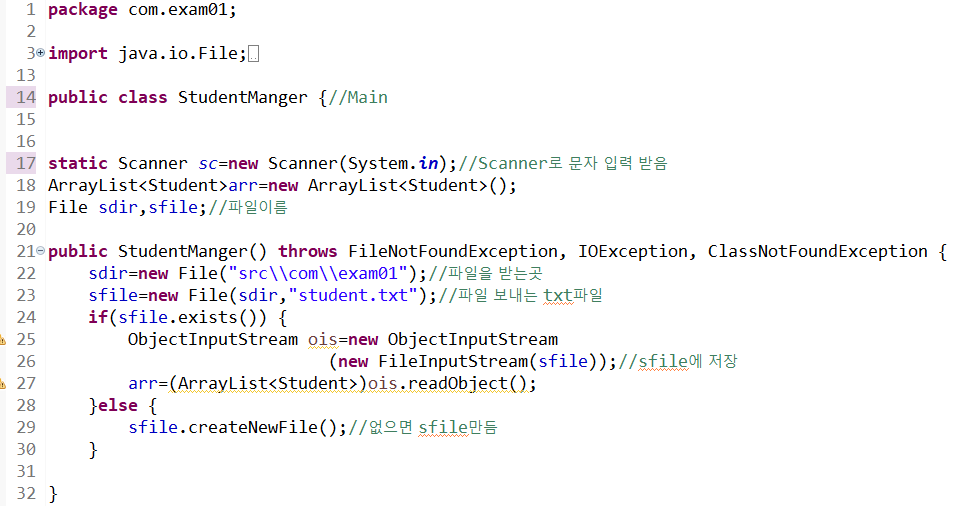 1 package com.exam01;
2
3 import java.io.File;
13
14 public class StudentManger {//Main
15
16
17 static Scanner sc=new Scanner(System.in);//Scanner로 문자 입력 받음
18 ArrayList<Student>arr=new ArrayList<Student>();
19 File sdir,sfile;//파일이름
20
21 public StudentManger() throws FileNotFoundException, IOException, ClassNotFoundException {
22     sdir=new File("src\\com\\exam01");//파일을 받는곳
23     sfile=new File(sdir,"student.txt");//파일 보내는 txt파일
24     if(sfile.exists()) {
25         ObjectInputStream ois=new ObjectInputStream
26                             (new FileInputStream(sfile));//sfile에 저장
27         arr=(ArrayList<Student>)ois.readObject();
28     }else {
29         sfile.createNewFile();//없으면 sfile만듬
30     }
31
32 }